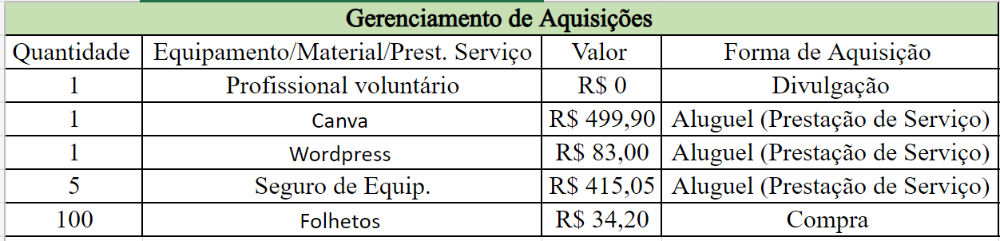 Gerenciamento de Aquisições
Quantidade Equipamento/Material/Prest. Serviço Valor Forma de Aquisição
1 Profissional voluntário R$ 0 Divulgação
1 Canva R$ 499,90 Aluguel (Prestação de Serviço)
1 Wordpress R$ 83,00 Aluguel (Prestação de Serviço)
5 Seguro de Equip. R$ 415,05 Aluguel (Prestação de Serviço)
100 Folhetos R$ 34,20 Compra